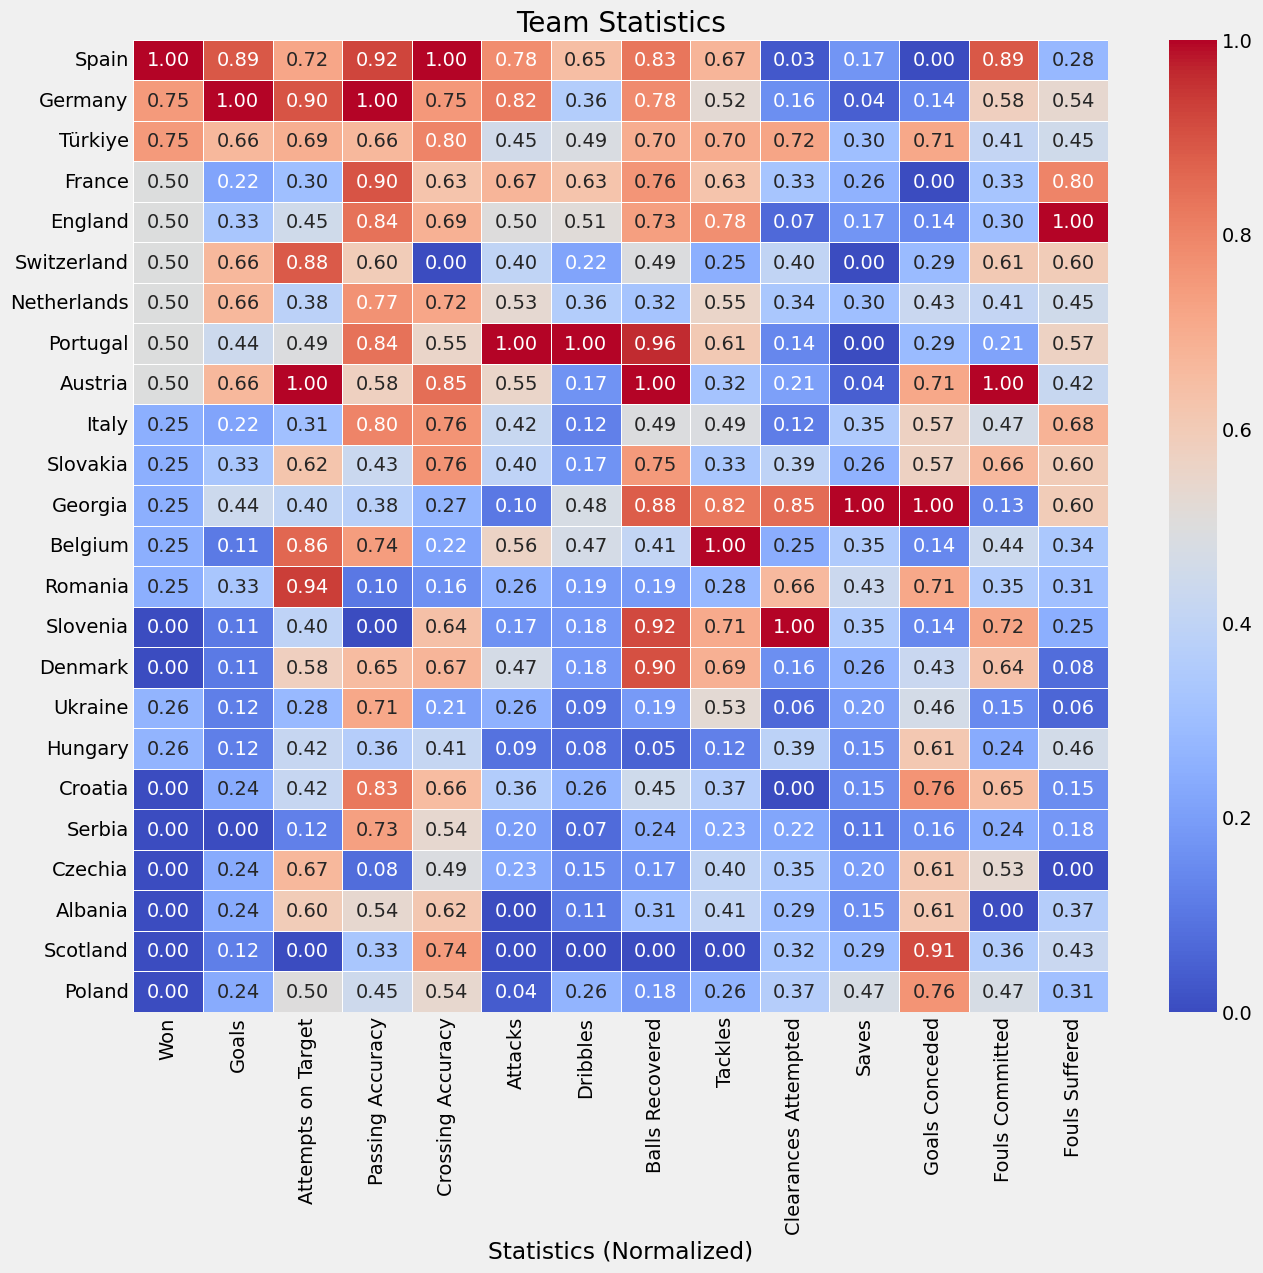 Team Statistics
Spain 1.00 0.89 0.72 0.92 1.00 0.78 0.65 0.83 0.67 0.03 0.17 0.00 0.89 0.28
Germany 0.75 1.00 0.90 1.00 0.75 0.82 0.36 0.78 0.52 0.16 0.04 0.14 0.58 0.54
Türkiye 0.75 0.66 0.69 0.66 0.80 0.45 0.49 0.70 0.70 0.72 0.30 0.71 0.41 0.45
France 0.50 0.22 0.30 0.90 0.63 0.67 0.63 0.76 0.63 0.33 0.26 0.00 0.33 0.80
England 0.50 0.33 0.45 0.84 0.69 0.50 0.51 0.73 0.78 0.07 0.17 0.14 0.30 1.00
Switzerland 0.50 0.66 0.88 0.60 0.00 0.40 0.22 0.49 0.25 0.40 0.00 0.29 0.61 0.60
Netherlands 0.50 0.66 0.38 0.77 0.72 0.53 0.36 0.32 0.55 0.34 0.30 0.43 0.41 0.45
Portugal 0.50 0.44 0.49 0.84 0.55 1.00 1.00 0.96 0.61 0.14 0.00 0.29 0.21 0.57
Austria 0.50 0.66 1.00 0.58 0.85 0.55 0.17 1.00 0.32 0.21 0.04 0.71 1.00 0.42
Italy 0.25 0.22 0.31 0.80 0.76 0.42 0.12 0.49 0.49 0.12 0.35 0.57 0.47 0.68
Slovakia 0.25 0.33 0.62 0.43 0.76 0.40 0.17 0.75 0.33 0.39 0.26 0.57 0.66 0.60
Georgia 0.25 0.44 0.40 0.38 0.27 0.10 0.48 0.88 0.82 0.85 1.00 1.00 0.13 0.60
Belgium 0.25 0.11 0.86 0.74 0.22 0.56 0.47 0.41 1.00 0.25 0.35 0.14 0.44 0.34
Romania 0.25 0.33 0.94 0.10 0.16 0.26 0.19 0.19 0.28 0.66 0.43 0.71 0.35 0.31
Slovenia 0.00 0.11 0.40 0.00 0.64 0.17 0.18 0.92 0.71 1.00 0.35 0.14 0.72 0.25
Denmark 0.00 0.11 0.58 0.65 0.67 0.47 0.18 0.90 0.69 0.16 0.26 0.43 0.64 0.08
Ukraine 0.26 0.12 0.28 0.71 0.21 0.26 0.09 0.19 0.53 0.06 0.20 0.46 0.15 0.06
Hungary 0.26 0.12 0.42 0.36 0.41 0.09 0.08 0.05 0.12 0.39 0.15 0.61 0.24 0.46
Croatia 0.00 0.24 0.42 0.83 0.66 0.36 0.26 0.45 0.37 0.00 0.15 0.76 0.65 0.15
Serbia 0.00 0.00 0.12 0.73 0.54 0.20 0.07 0.24 0.23 0.22 0.11 0.16 0.24 0.18
Czechia 0.00 0.24 0.67 0.08 0.49 0.23 0.15 0.17 0.40 0.35 0.20 0.61 0.53 0.00
Albania 0.00 0.24 0.60 0.54 0.62 0.00 0.11 0.31 0.41 0.29 0.15 0.61 0.00 0.37
Scotland 0.00 0.12 0.00 0.33 0.74 0.00 0.00 0.00 0.00 0.32 0.29 0.91 0.36 0.43
Poland 0.00 0.24 0.50 0.45 0.54 0.04 0.26 0.18 0.26 0.37 0.47 0.76 0.47 0.31
Won
Goals
Attempts on Target
Passing Accuracy
Crossing Accuracy
Attacks
Dribbles
Balls Recovered
Tackles
Clearances Attempted
Saves
Goals Conceded
Fouls Committed
Fouls Suffered
Statistics (Normalized)
1.0
0.8
0.6
0.4
0.2
0.0